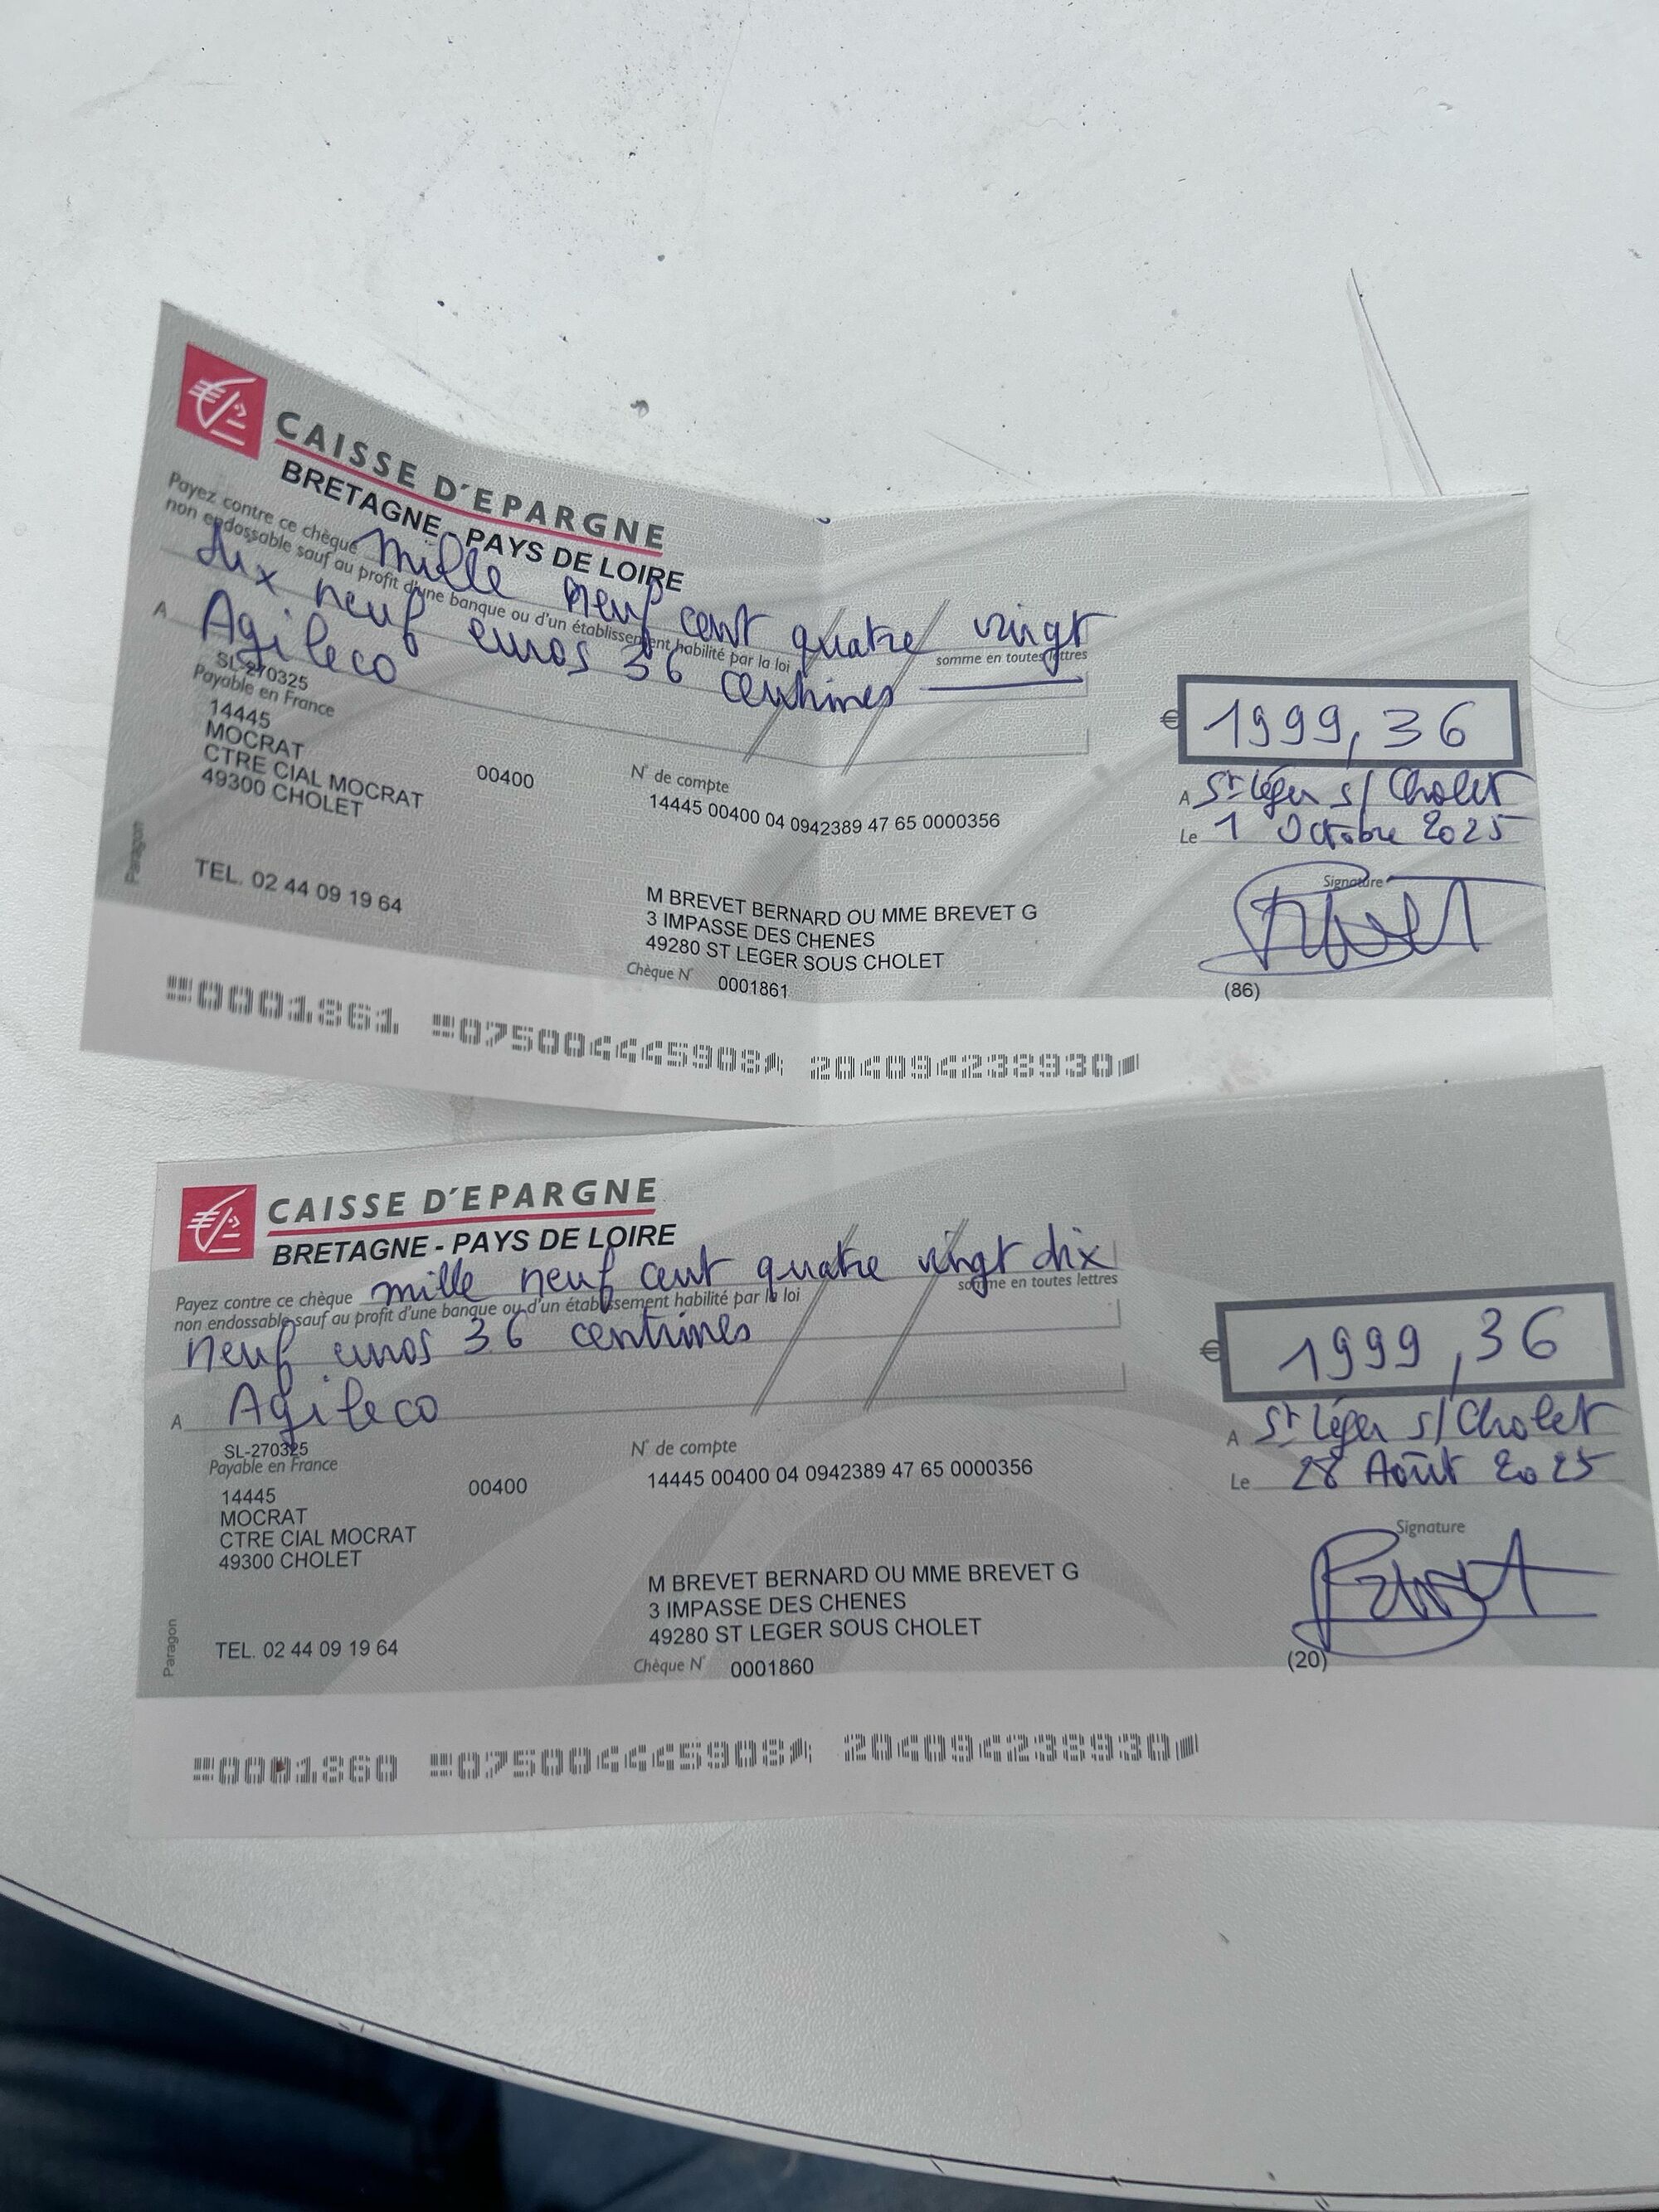 CAISSE D'EPARGNE
BRETAGNE - PAYS DE LOIRE
Payez contre ce chèque mille neuf cent quatre vingt
non endossable sauf au profit d'une banque ou d'un établissement habilité par la loi
somme en toutes lettres
dix neuf euros 36 centimes
A Agileco
€ 1999,36
SL-270325
Payable en France
14445
MOCRAT
CTRE CIAL MOCRAT
49300 CHOLET
00400
N° de compte
14445 00400 04 0942389 47 65 0000356
A St Léger s/ Cholet
Le 1 Octobre 2025
Signature
Paragon
TEL. 02 44 09 19 64
M BREVET BERNARD OU MME BREVET G
3 IMPASSE DES CHENES
49280 ST LEGER SOUS CHOLET
Chèque N° 0001861
(86)
0001861 075004445908 204094238930
CAISSE D'EPARGNE
BRETAGNE - PAYS DE LOIRE
Payez contre ce chèque mille neuf cent quatre vingt dix
non endossable sauf au profit d'une banque ou d'un établissement habilité par la loi
somme en toutes lettres
neuf euros 36 centimes
A Agileco
€ 1999,36
SL-270325
Payable en France
14445
MOCRAT
CTRE CIAL MOCRAT
49300 CHOLET
00400
N° de compte
14445 00400 04 0942389 47 65 0000356
A St Léger s/ Cholet
Le 28 Août 2025
Signature
Paragon
TEL. 02 44 09 19 64
M BREVET BERNARD OU MME BREVET G
3 IMPASSE DES CHENES
49280 ST LEGER SOUS CHOLET
Chèque N° 0001860
(20)
0001860 075004445908 204094238930